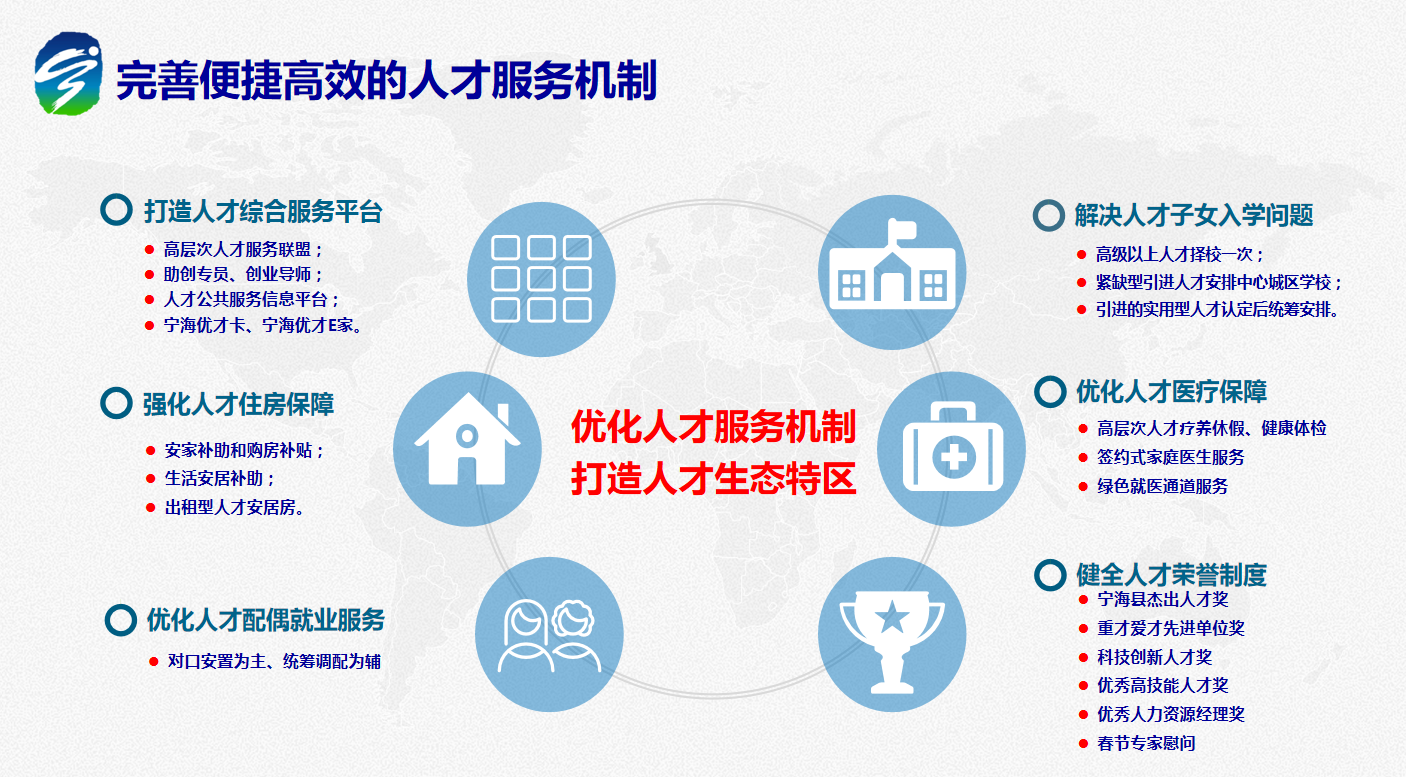 完善便捷高效的人才服务机制
打造人才综合服务平台
高层次人才服务联盟；
助创专员、创业导师；
人才公共服务信息平台；
宁海优才卡、宁海优才E家。
强化人才住房保障
安家补助和购房补贴；
生活安居补助；
出租型人才安居房。
优化人才配偶就业服务
对口安置为主、统筹调配为辅
优化人才服务机制
打造人才生态特区
解决人才子女入学问题
高级以上人才择校一次；
紧缺型引进人才安排中心城区学校；
引进的实用型人才认定后统筹安排。
优化人才医疗保障
高层次人才疗养休假、健康体检
签约式家庭医生服务
绿色就医通道服务
健全人才荣誉制度
宁海县杰出人才奖
重才爱才先进单位奖
科技创新人才奖
优秀高技能人才奖
优秀人力资源经理奖
春节专家慰问